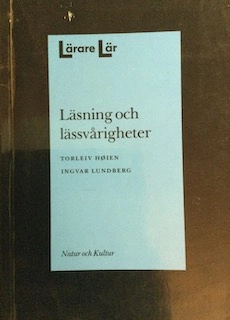 Lärare Lär
Läsning och
lässvårigheter
TORLEIV HØIEN
INGVAR LUNDBERG
Natur och Kultur